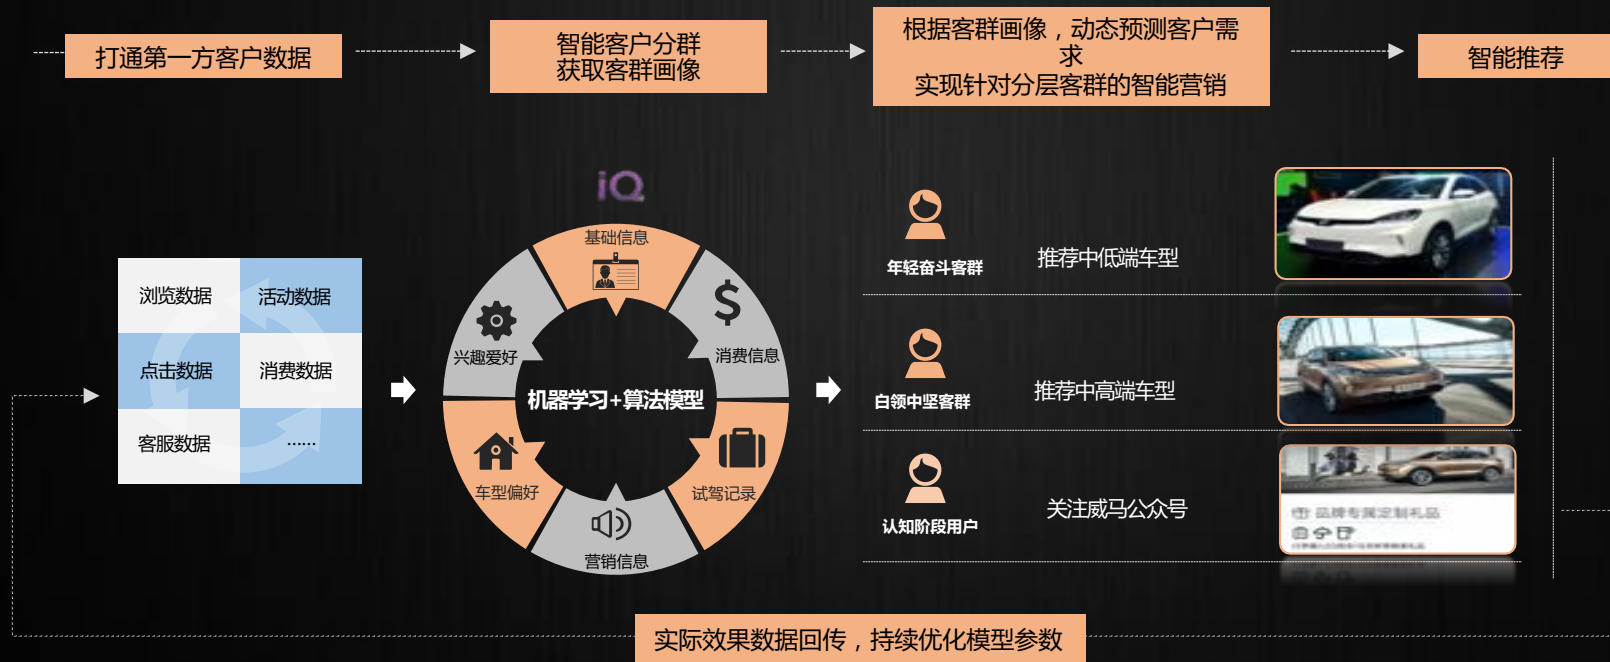 打通第一方客户数据
智能客户分群
获取客群画像
根据客群画像，动态预测客户需
求
实现针对分层客群的智能营销
智能推荐
iQ
浏览数据
活动数据
点击数据
消费数据
客服数据
……
基础信息
兴趣爱好
消费信息
机器学习+算法模型
车型偏好
试驾记录
营销信息
年轻奋斗客群
推荐中低端车型
白领中坚客群
推荐中高端车型
认知阶段用户
关注威马公众号
品牌专属定制礼品
实际效果数据回传，持续优化模型参数